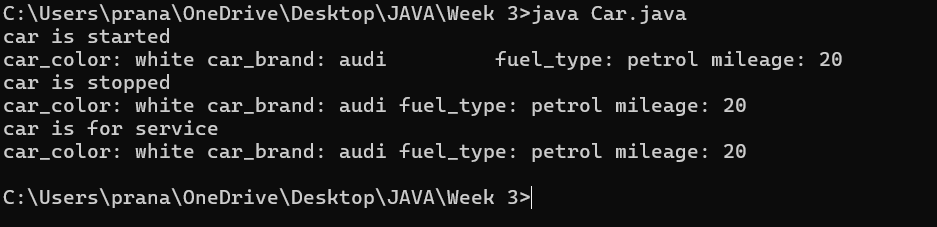 C:\Users\prana\OneDrive\Desktop\JAVA\Week 3>java Car.java
car is started
car_color: white car_brand: audi         fuel_type: petrol mileage: 20
car is stopped
car_color: white car_brand: audi fuel_type: petrol mileage: 20
car is for service
car_color: white car_brand: audi fuel_type: petrol mileage: 20
C:\Users\prana\OneDrive\Desktop\JAVA\Week 3>